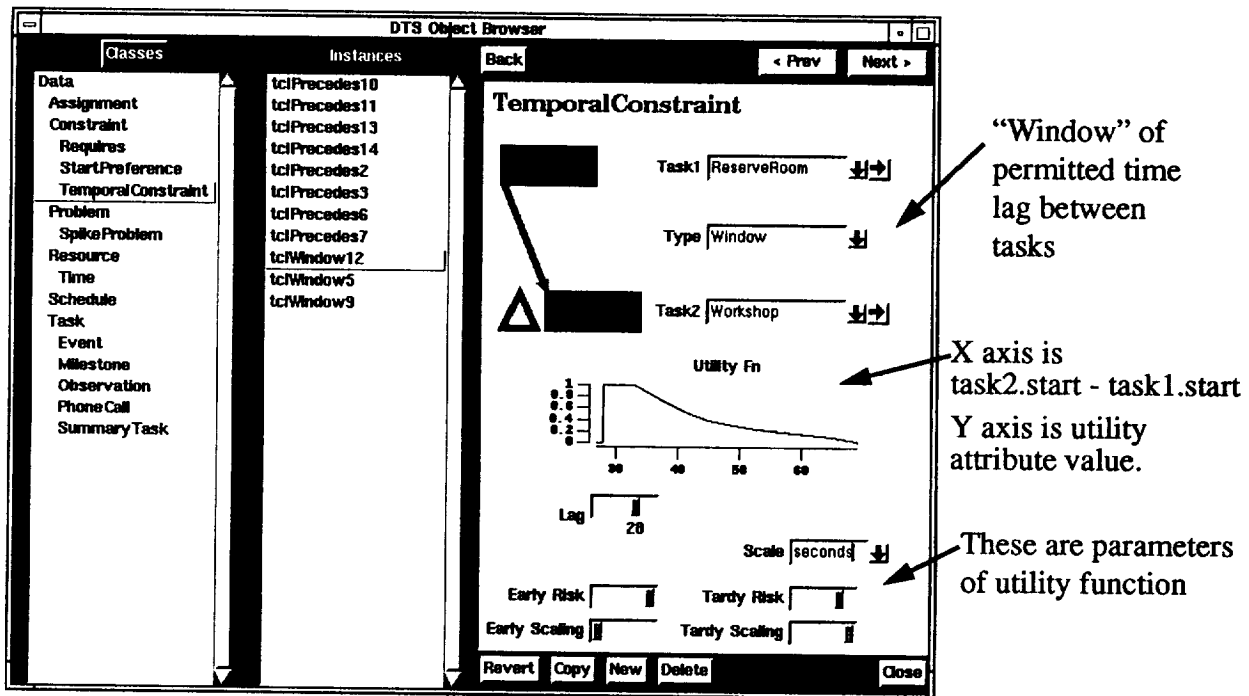 DTS Object Browser
Classes
Instances
Back
< Prev
Next >
Data
Assignment
Constraint
Requires
StartPreference
TemporalConstraint
Problem
SpikeProblem
Resource
Time
Schedule
Task
Event
Milestone
Observation
PhoneCall
SummaryTask
tclPrecedes10
tclPrecedes11
tclPrecedes13
tclPrecedes14
tclPrecedes2
tclPrecedes3
tclPrecedes6
tclPrecedes7
tclWindow12
tclWindow5
tclWindow9
TemporalConstraint
Task1 ReserveRoom
Type Window
Task2 Workshop
Utility Fn
1
0.8
0.6
0.4
0.2
0
30 40 50 60
Lag
28
Scale seconds
Early Risk
Tardy Risk
Early Scaling
Tardy Scaling
Revert
Copy
New
Delete
Close
“Window” of
permitted time
lag between
tasks
X axis is
task2.start - task1.start
Y axis is utility
attribute value.
These are parameters
of utility function